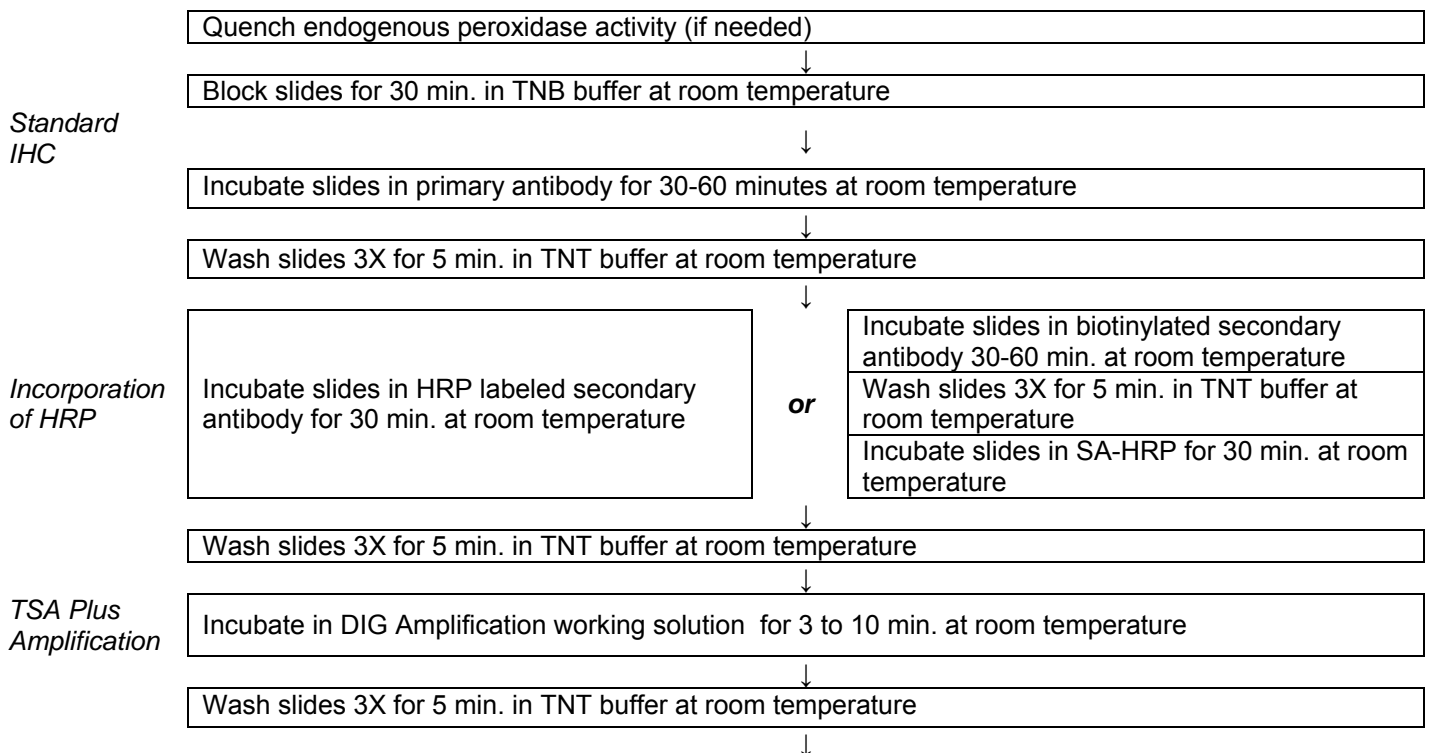 Quench endogenous peroxidase activity (if needed)
↓
Block slides for 30 min. in TNB buffer at room temperature
Standard
IHC
↓
Incubate slides in primary antibody for 30-60 minutes at room temperature
↓
Wash slides 3X for 5 min. in TNT buffer at room temperature
↓
Incorporation
of HRP
Incubate slides in HRP labeled secondary
antibody for 30 min. at room temperature
or
Incubate slides in biotinylated secondary
antibody 30-60 min. at room temperature
Wash slides 3X for 5 min. in TNT buffer at
room temperature
Incubate slides in SA-HRP for 30 min. at room
temperature
↓
Wash slides 3X for 5 min. in TNT buffer at room temperature
↓
TSA Plus
Amplification
Incubate in DIG Amplification working solution  for 3 to 10 min. at room temperature
↓
Wash slides 3X for 5 min. in TNT buffer at room temperature
↓